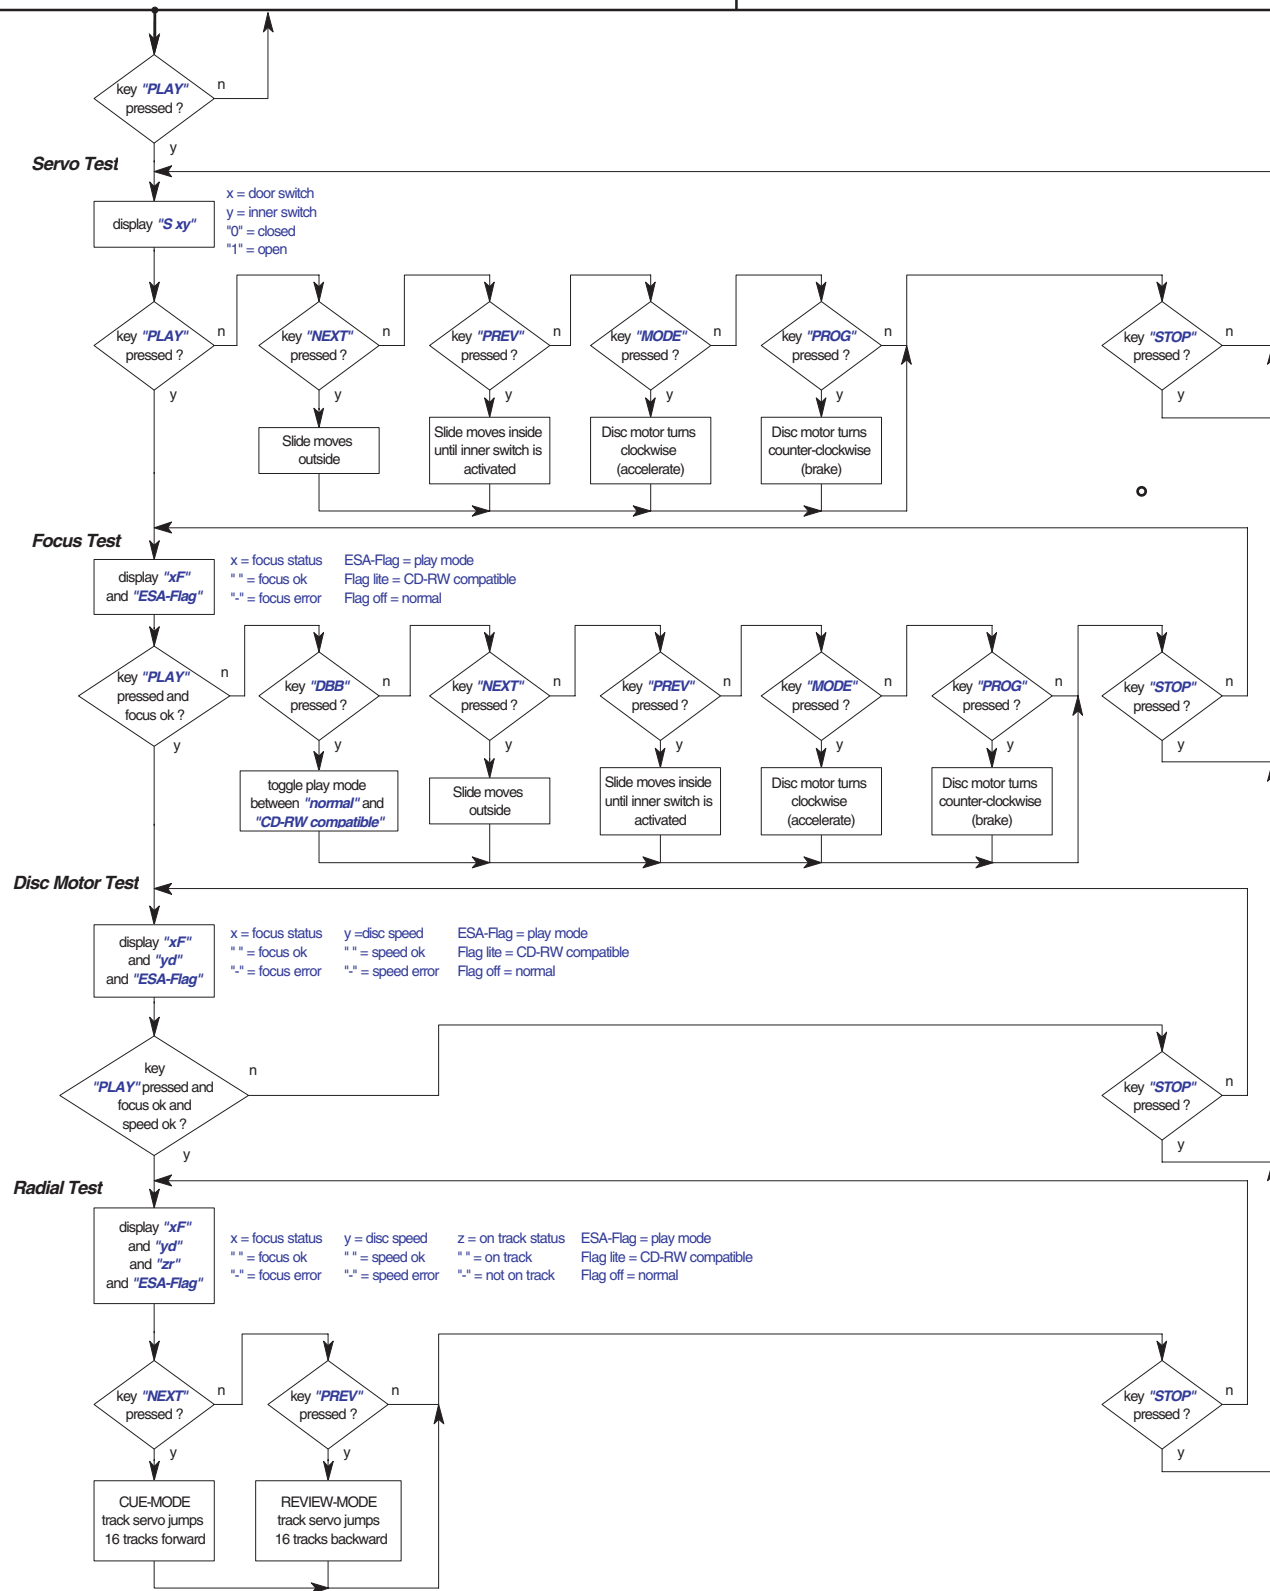 key "PLAY"
pressed ?
n
y
Servo Test
display "S xy"
x = door switch
y = inner switch
"0" = closed
"1" = open
key "PLAY"
pressed ?
n
y
key "NEXT"
pressed ?
n
y
key "PREV"
pressed ?
n
y
key "MODE"
pressed ?
n
y
key "PROG"
pressed ?
n
y
key "STOP"
pressed ?
n
y
Slide moves
outside
Slide moves inside
until inner switch is
activated
Disc motor turns
clockwise
(accelerate)
Disc motor turns
counter-clockwise
(brake)
Focus Test
display "xF"
and "ESA-Flag"
x = focus status
" " = focus ok
"-" = focus error
ESA-Flag = play mode
Flag lite = CD-RW compatible
Flag off = normal
key "PLAY"
pressed and
focus ok ?
n
y
key "DBB"
pressed ?
n
y
key "NEXT"
pressed ?
n
y
key "PREV"
pressed ?
n
y
key "MODE"
pressed ?
n
y
key "PROG"
pressed ?
n
y
key "STOP"
pressed ?
n
y
toggle play mode
between "normal" and
"CD-RW compatible"
Slide moves
outside
Slide moves inside
until inner switch is
activated
Disc motor turns
clockwise
(accelerate)
Disc motor turns
counter-clockwise
(brake)
Disc Motor Test
display "xF"
and "yd"
and "ESA-Flag"
x = focus status
" " = focus ok
"-" = focus error
y =disc speed
" " = speed ok
"-" = speed error
ESA-Flag = play mode
Flag lite = CD-RW compatible
Flag off = normal
key
"PLAY" pressed and
focus ok and
speed ok ?
n
y
key "STOP"
pressed ?
n
y
Radial Test
display "xF"
and "yd"
and "zr"
and "ESA-Flag"
x = focus status
" " = focus ok
"-" = focus error
y = disc speed
" " = speed ok
"-" = speed error
z = on track status
" " = on track
"-" = not on track
ESA-Flag = play mode
Flag lite = CD-RW compatible
Flag off = normal
key "NEXT"
pressed ?
n
y
key "PREV"
pressed ?
n
y
key "STOP"
pressed ?
n
y
CUE-MODE
track servo jumps
16 tracks forward
REVIEW-MODE
track servo jumps
16 tracks backward